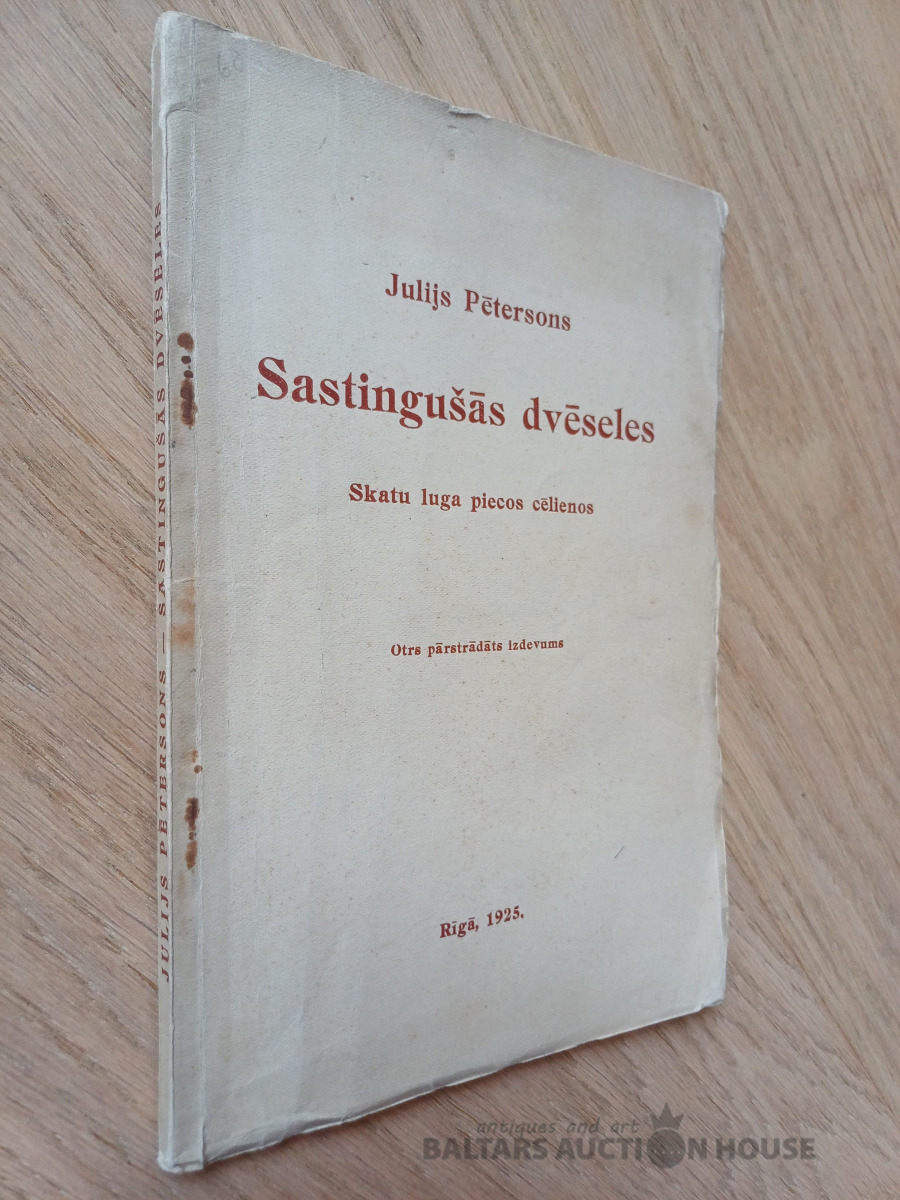 Julijs Pētersons
Sastingušās dvēseles
Skatu luga piecos cēlienos
Otrs pārstrādāts izdevums
Rīgā, 1925.
JULIJS PĒTERSONS — SASTINGUŠĀS DVĒSELES
60
antiques and art
BALTARS AUCTION HOUSE